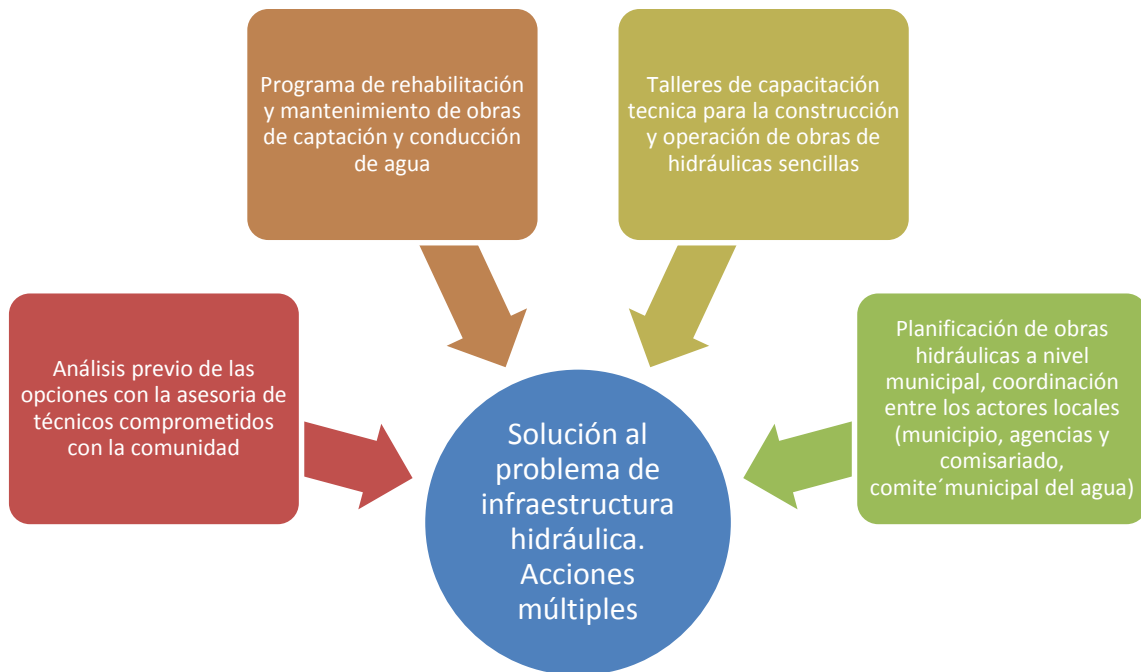 Programa de rehabilitación
y mantenimiento de obras
de captación y conducción
de agua
Talleres de capacitación
tecnica para la construcción
y operación de obras de
hidráulicas sencillas
Análisis previo de las
opciones con la asesoria de
técnicos comprometidos
con la comunidad
Planificación de obras
hidráulicas a nivel
municipal, coordinación
entre los actores locales
(municipio, agencias y
comisariado,
comite´municipal del agua)
Solución al
problema de
infraestructura
hidráulica.
Acciones
múltiples